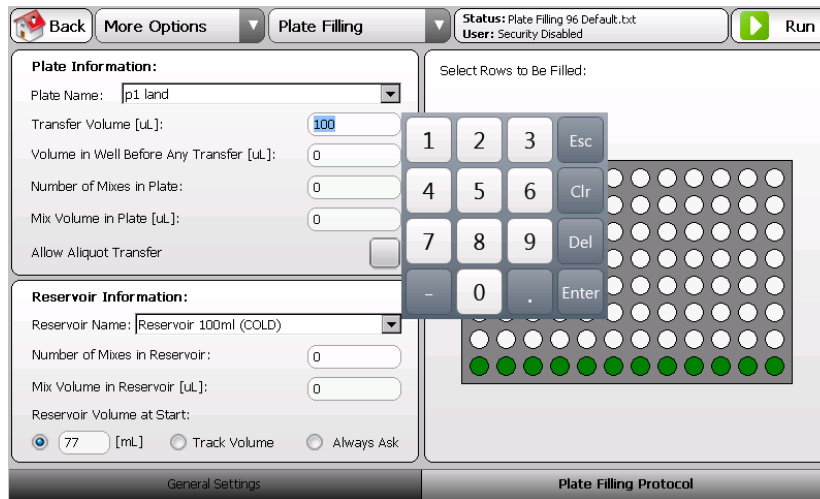 Back
More Options
Plate Filling
Status: Plate Filling 96 Default.txt
User: Security Disabled
Run
Plate Information:
Plate Name: p1 land
Transfer Volume [uL]: 100
Volume in Well Before Any Transfer [uL]: 0
Number of Mixes in Plate: 0
Mix Volume in Plate [uL]: 0
Allow Aliquot Transfer
Reservoir Information:
Reservoir Name: Reservoir 100ml (COLD)
Number of Mixes in Reservoir: 0
Mix Volume in Reservoir [uL]: 0
Reservoir Volume at Start:
77 [mL] Track Volume Always Ask
Select Rows to Be Filled:
1 2 3 Esc
4 5 6 Clr
7 8 9 Del
- 0 . Enter
General Settings
Plate Filling Protocol